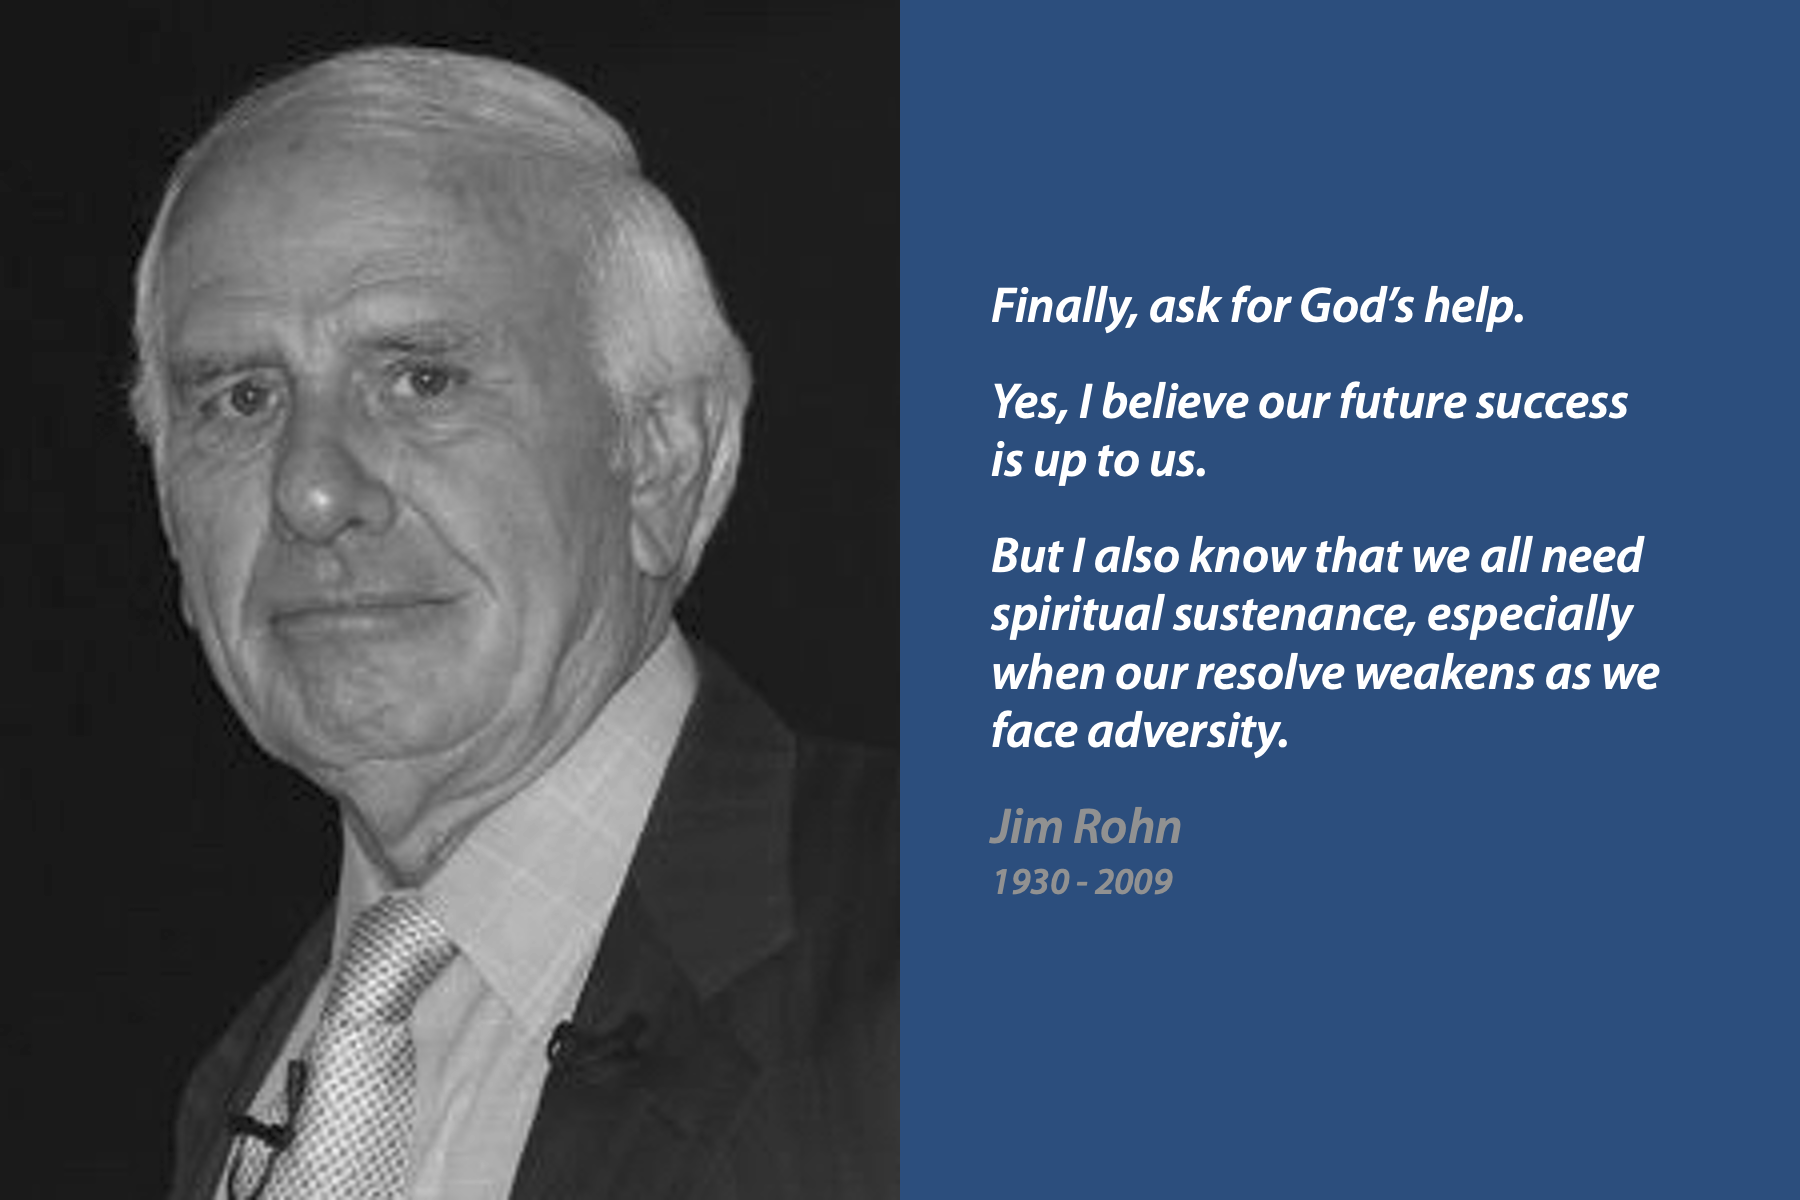 Finally, ask for God’s help.
Yes, I believe our future success
is up to us.
But I also know that we all need
spiritual sustenance, especially
when our resolve weakens as we
face adversity.
Jim Rohn
1930 - 2009